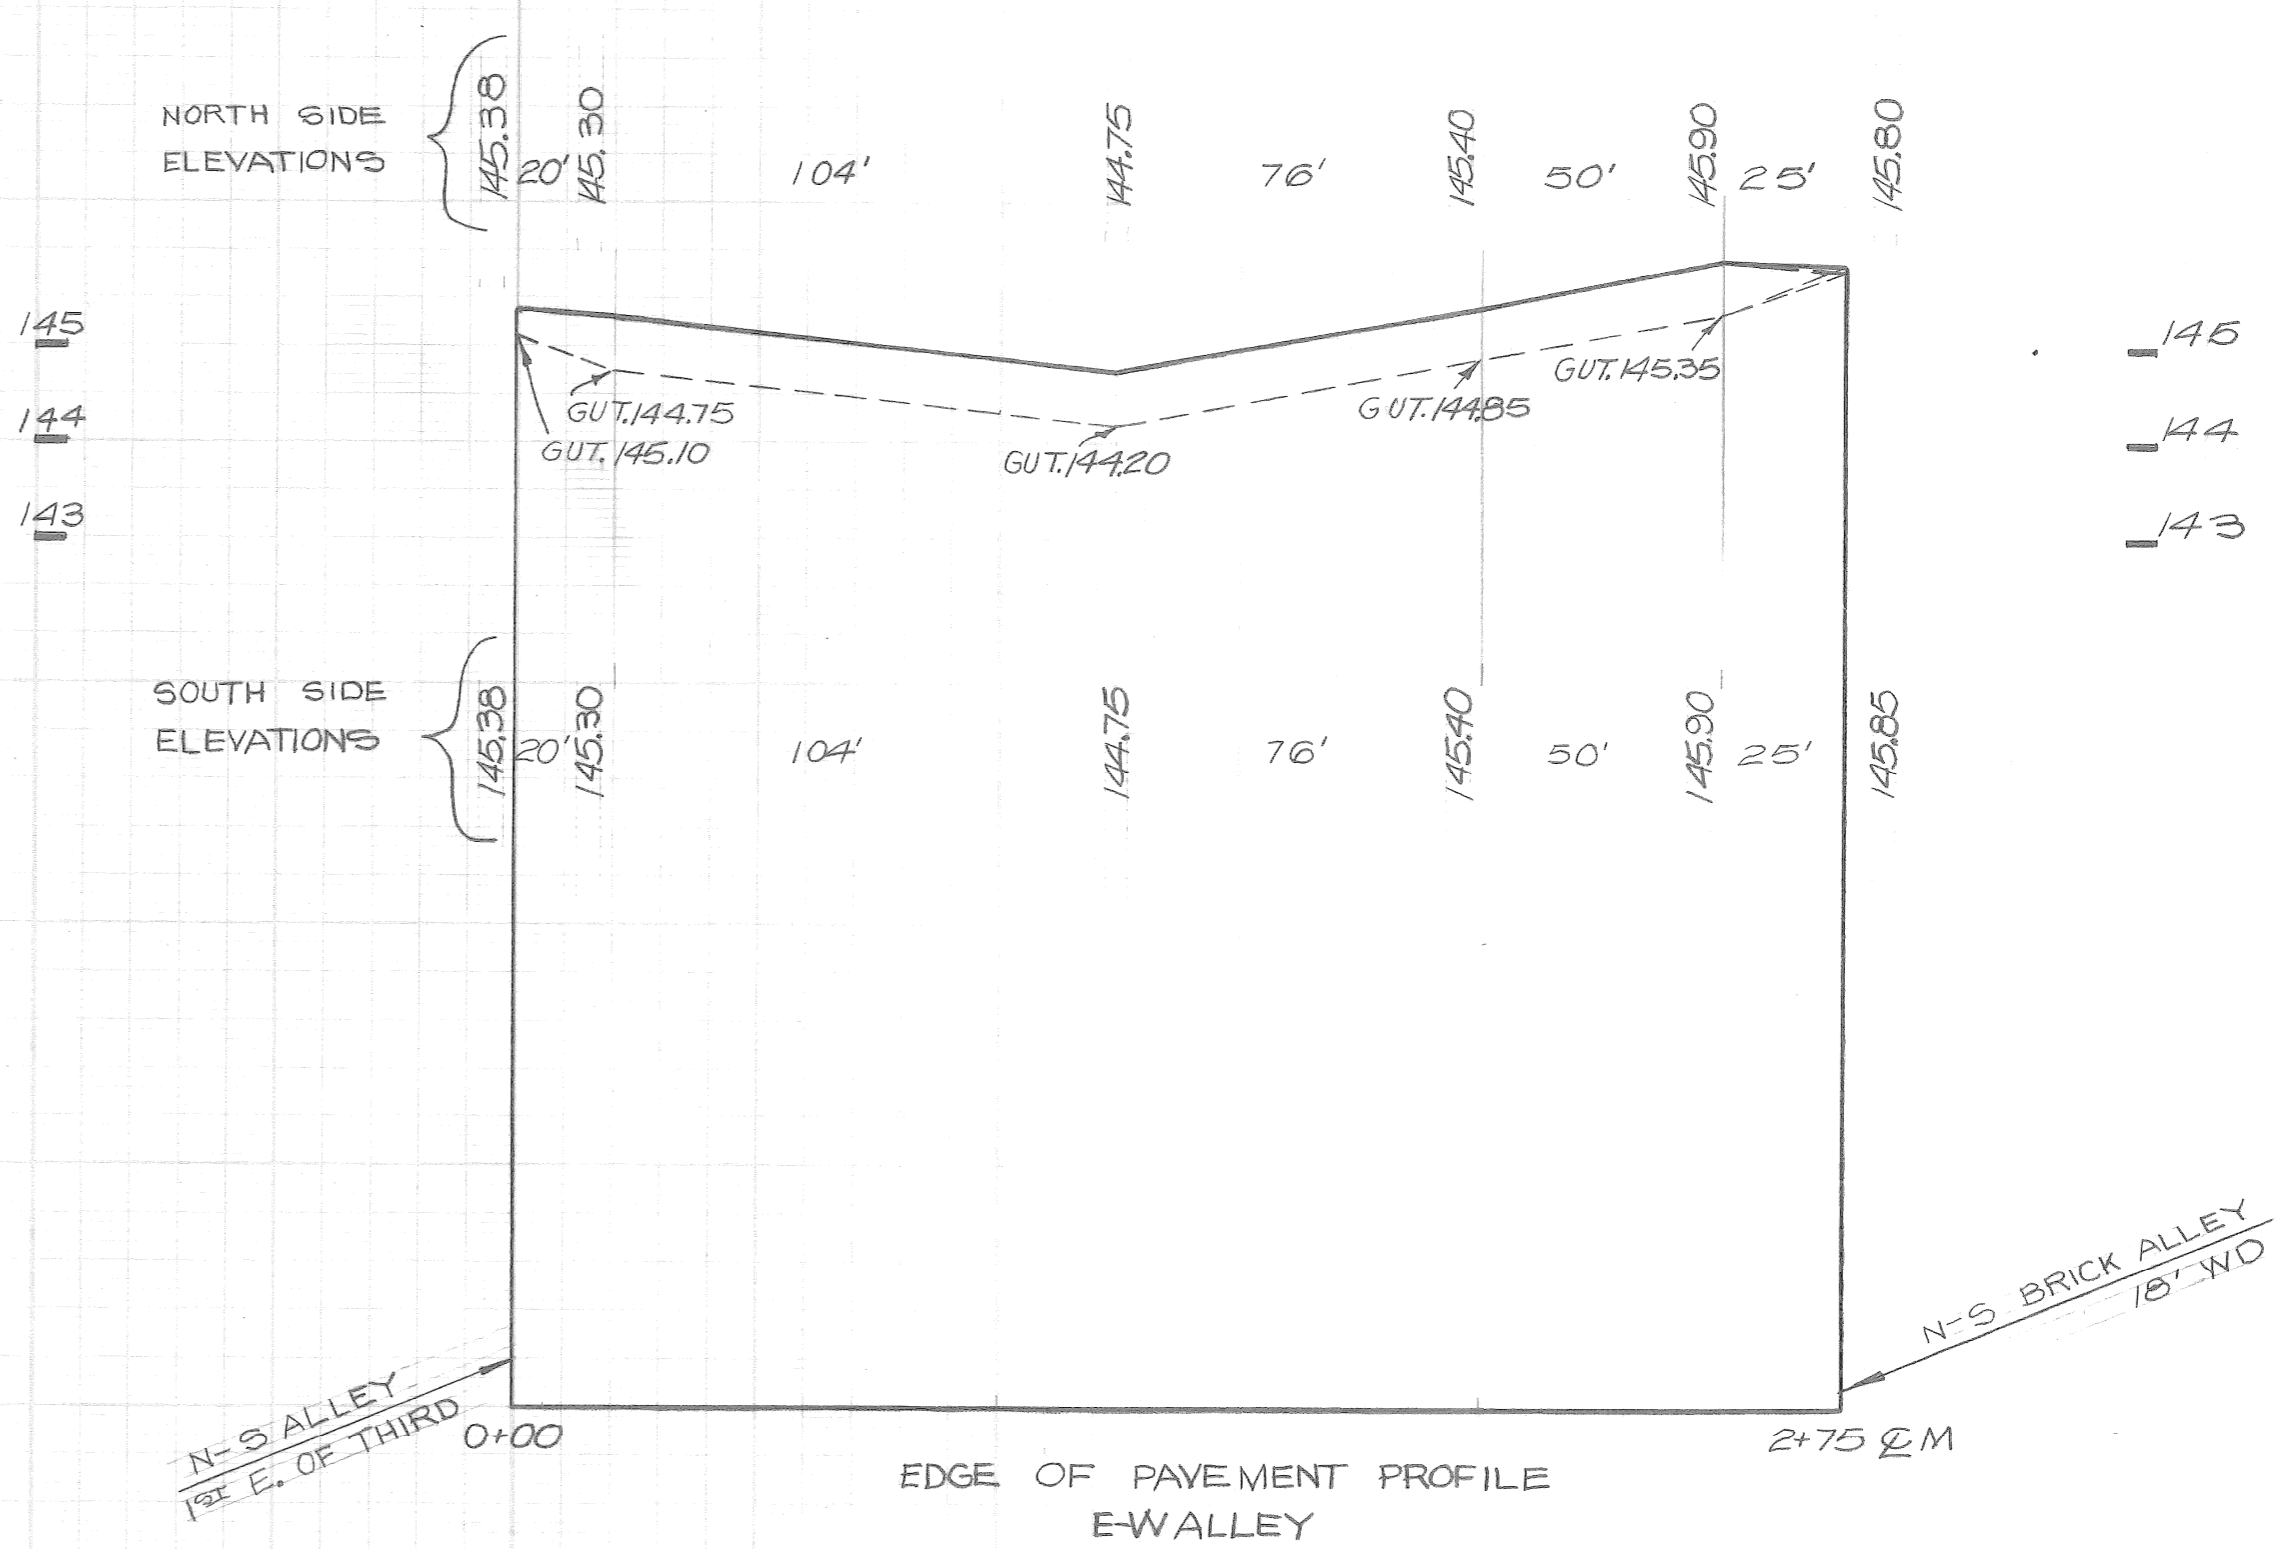 NORTH SIDE
ELEVATIONS
145.38
20'
145.30
104'
144.75
76'
145.40
50'
145.90
25'
145.80
145
144
143
GUT. 144.75
GUT. 145.10
GUT. 144.20
GUT. 144.85
GUT. 145.35
145
144
143
SOUTH SIDE
ELEVATIONS
145.38
20'
145.30
104'
144.75
76'
145.40
50'
145.90
25'
145.85
N-S ALLEY
1ST E. OF THIRD
N-S BRICK ALLEY
18' WD
0+00
2+75 ℄ M
EDGE OF PAVEMENT PROFILE
E-W ALLEY